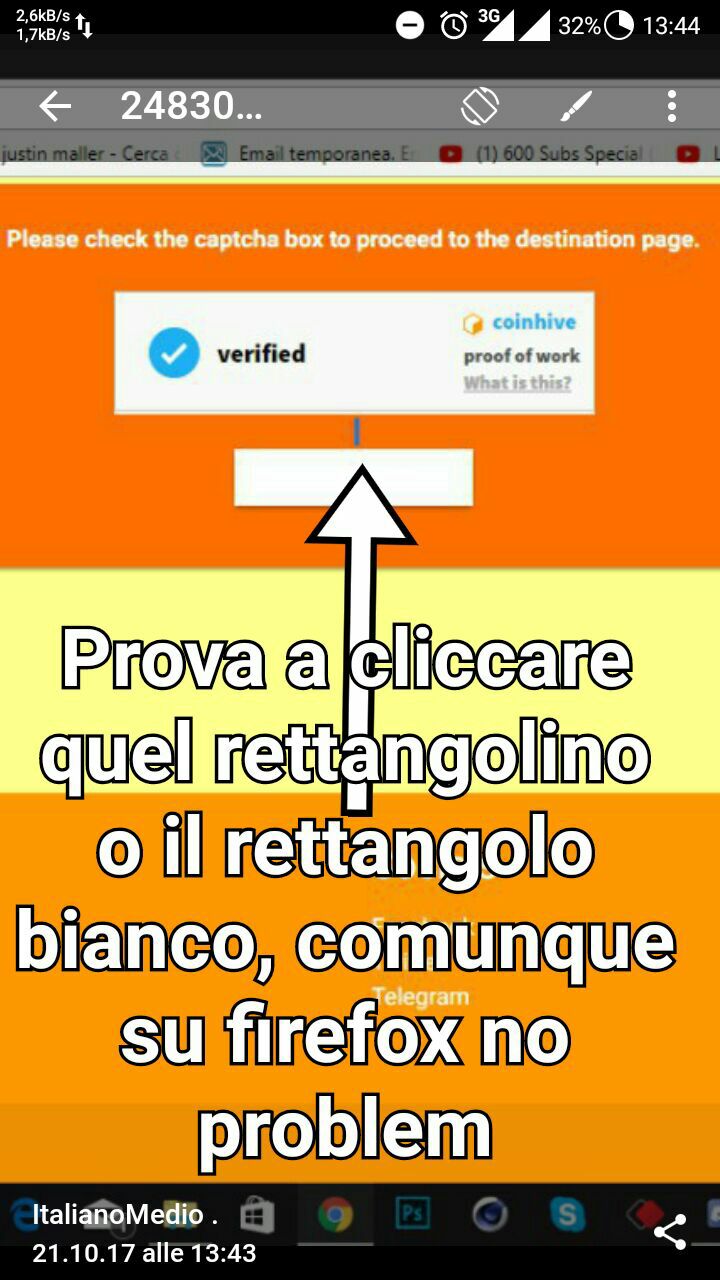 2,6kB/s
1,7kB/s
3G
32%
13:44
24830...
justin maller - Cerca
Email temporanea.
(1) 600 Subs Special
Please check the captcha box to proceed to the destination page.
verified
coinhive
proof of work
What is this?
Prova a cliccare
quel rettangolino
o il rettangolo
bianco, comunque
su firefox no
problem
Telegram
Ps
ItalianoMedio .
21.10.17 alle 13:43